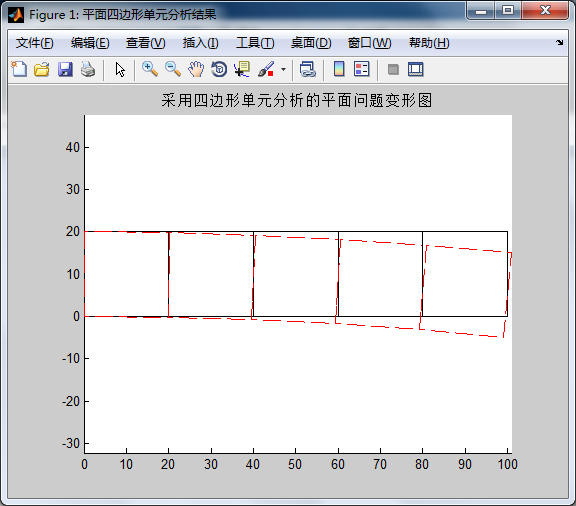 Figure 1: 平面四边形单元分析结果
文件(F) 编辑(E) 查看(V) 插入(I) 工具(T) 桌面(D) 窗口(W) 帮助(H)
采用四边形单元分析的平面问题变形图
40
30
20
10
0
-10
-20
-30
0 10 20 30 40 50 60 70 80 90 100